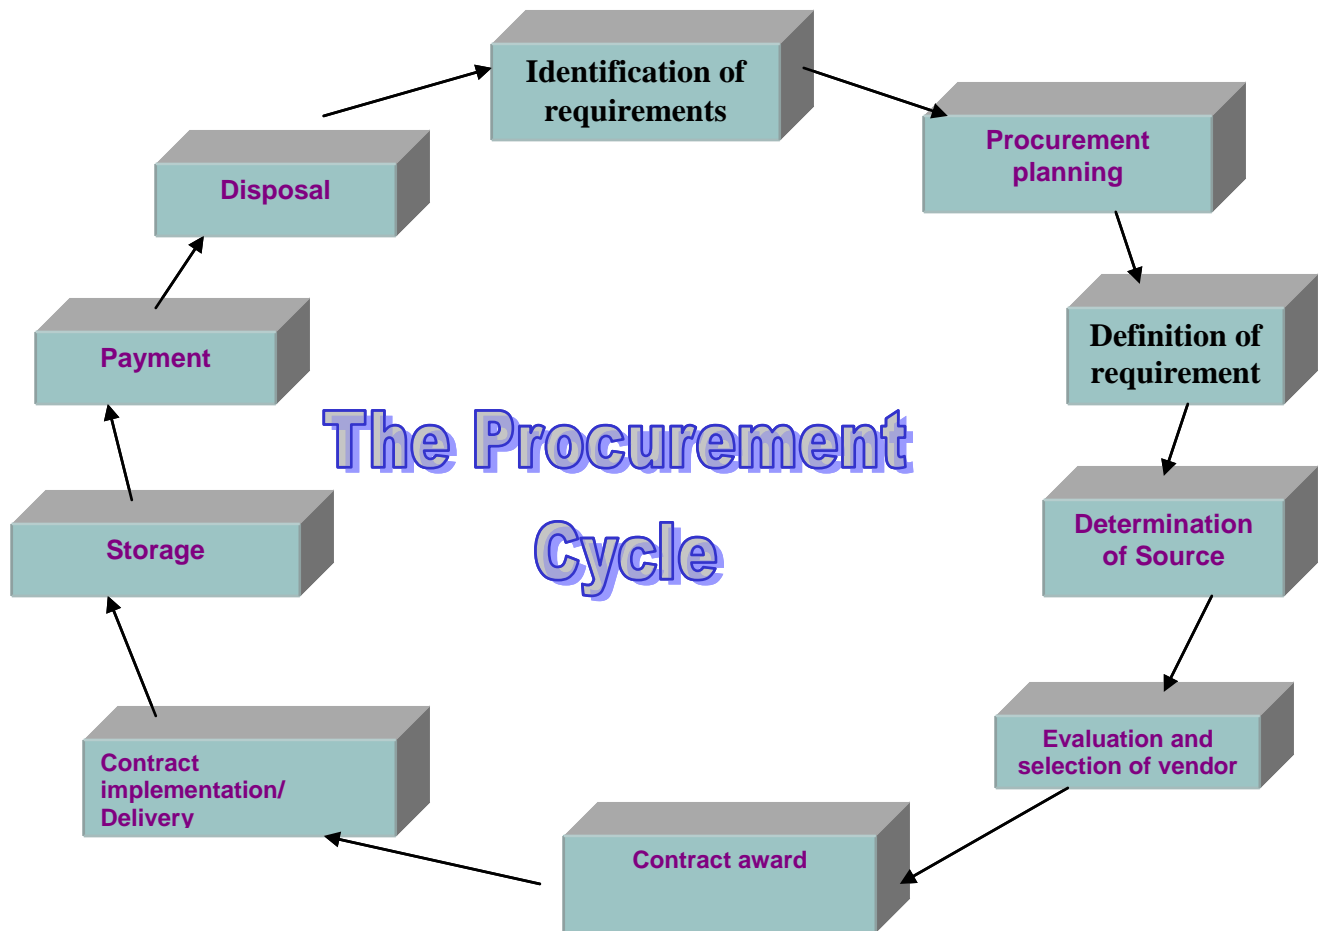 Identification of
requirements
Procurement
planning
Definition of
requirement
Determination
of Source
Evaluation and
selection of vendor
Contract award
Contract
implementation/
Delivery
Storage
Payment
Disposal
The Procurement
Cycle